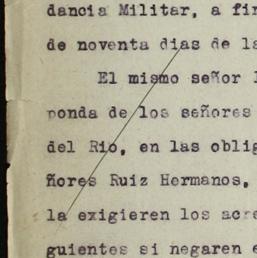 dancia Militar, a fir
de noventa dias de la
El mismo señor
ponda de los señores
del Rio, en las oblig
ñores Ruiz Hermanos,
la exigieren los acre
guientes si negaren e